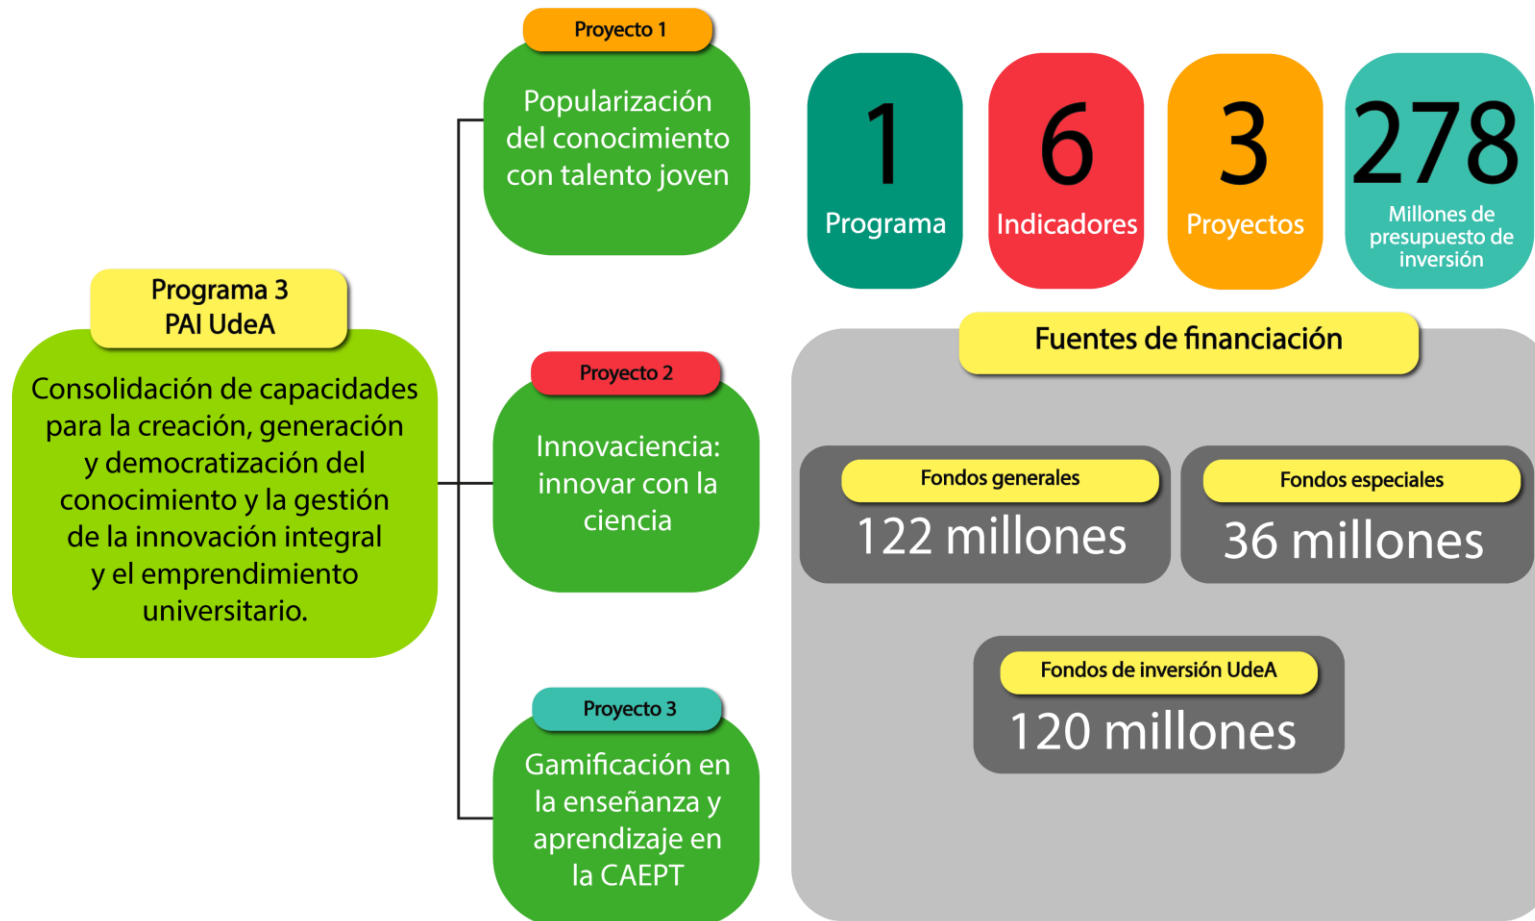 Programa 3
PAI UdeA
Consolidación de capacidades
para la creación, generación
y democratización del
conocimiento y la gestión
de la innovación integral
y el emprendimiento
universitario.
Proyecto 1
Popularización
del conocimiento
con talento joven
Proyecto 2
Innovaciencia:
innovar con la
ciencia
Proyecto 3
Gamificación en
la enseñanza y
aprendizaje en
la CAEPT
1
Programa
6
Indicadores
3
Proyectos
278
Millones de
presupuesto de
inversión
Fuentes de financiación
Fondos generales
122 millones
Fondos especiales
36 millones
Fondos de inversión UdeA
120 millones